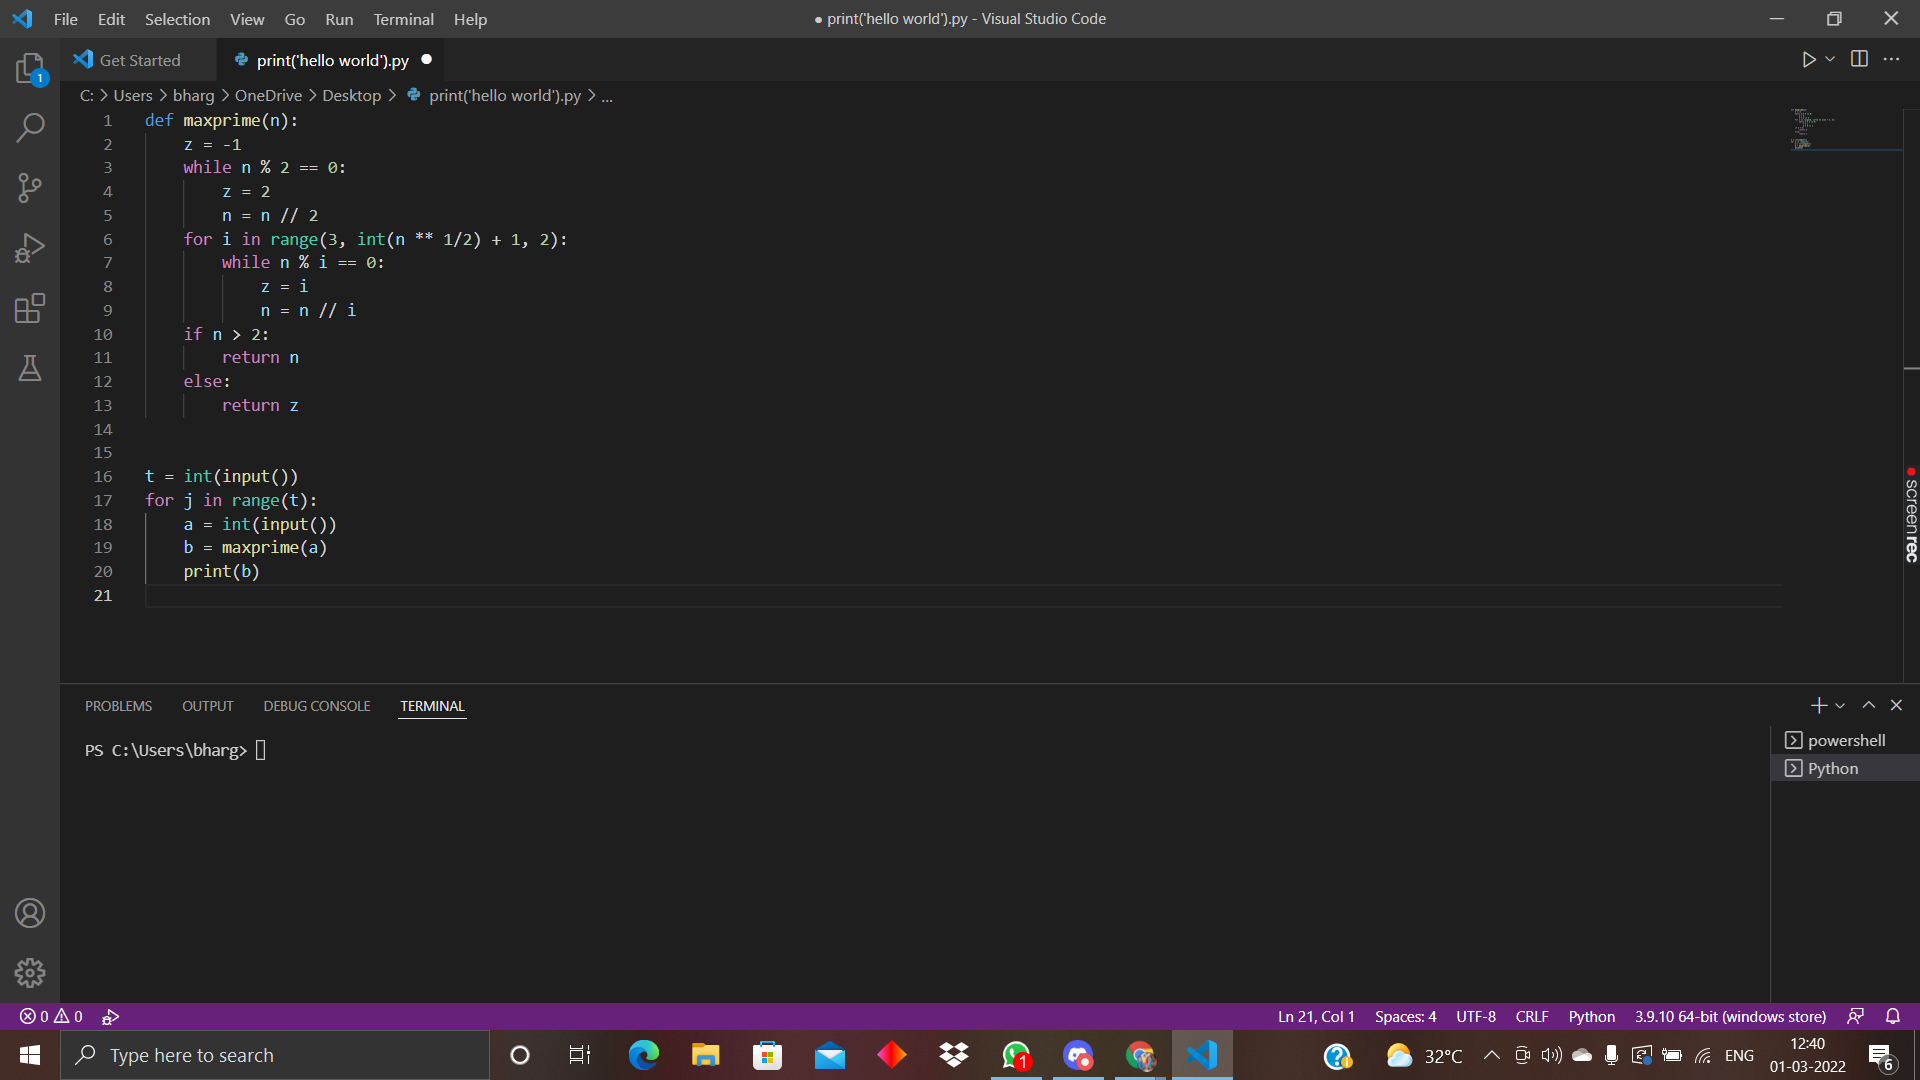 File Edit Selection View Go Run Terminal Help
● print('hello world').py - Visual Studio Code
Get Started
print('hello world').py
1
C: > Users > bharg > OneDrive > Desktop > print('hello world').py > ...
1 def maxprime(n):
2     z = -1
3     while n % 2 == 0:
4         z = 2
5         n = n // 2
6     for i in range(3, int(n ** 1/2) + 1, 2):
7         while n % i == 0:
8             z = i
9             n = n // i
10     if n > 2:
11         return n
12     else:
13         return z
14
15
16 t = int(input())
17 for j in range(t):
18     a = int(input())
19     b = maxprime(a)
20     print(b)
21
screenrec
PROBLEMS OUTPUT DEBUG CONSOLE TERMINAL
PS C:\Users\bharg>
powershell
Python
0 0
Ln 21, Col 1 Spaces: 4 UTF-8 CRLF Python 3.9.10 64-bit (windows store)
Type here to search
1
32°C
ENG
12:40
01-03-2022
6